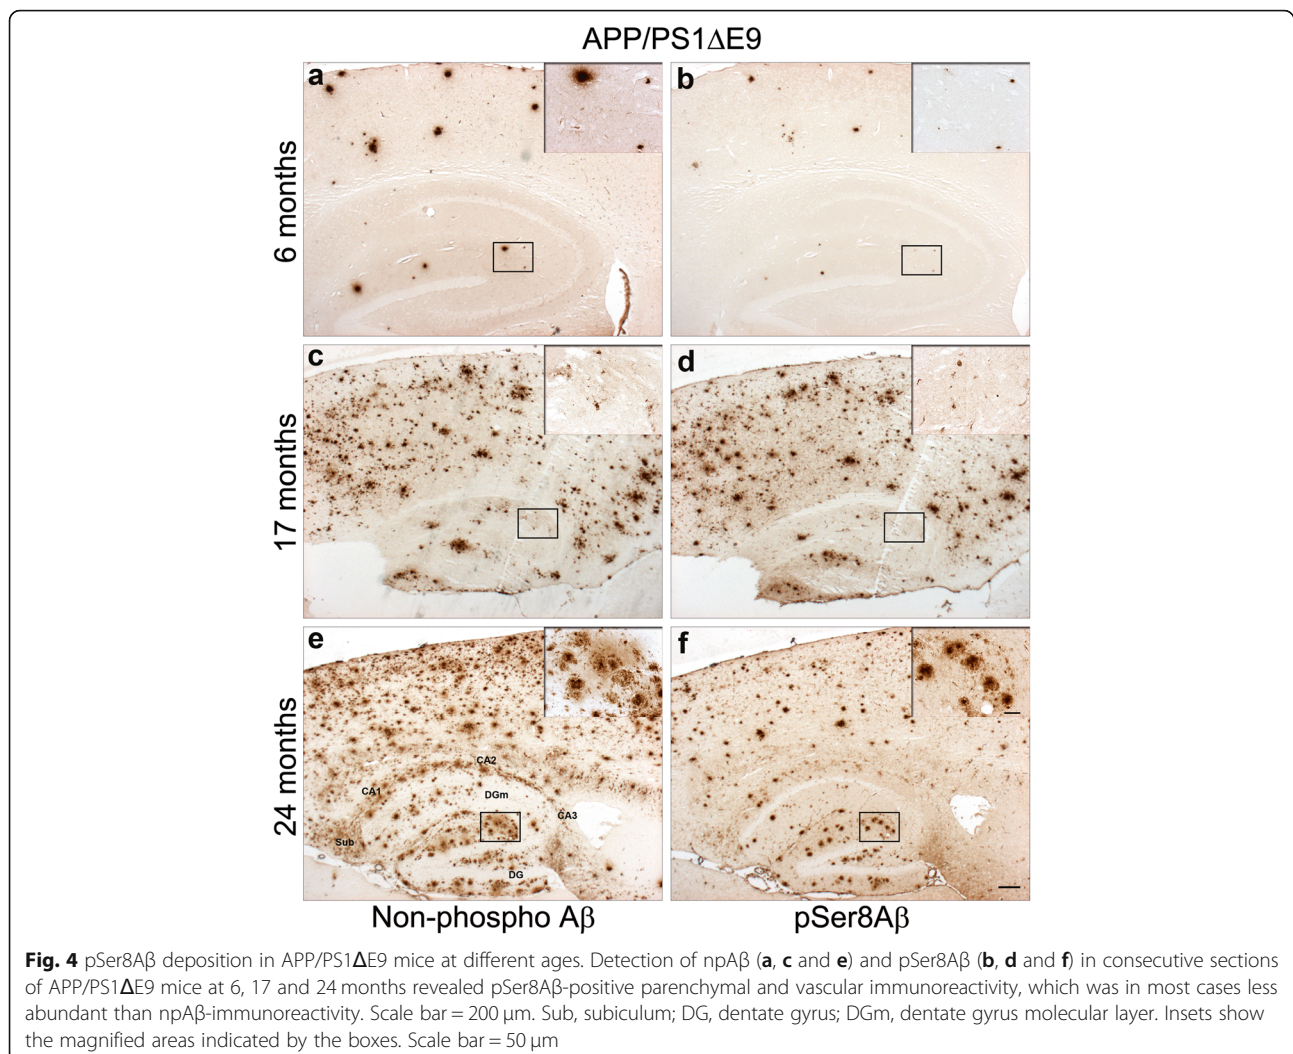 APP/PS1ΔE9
a
b
6 months
c
d
17 months
e
f
24 months
CA2
CA1
DGm
CA3
Sub
DG
Non-phospho Aβ
pSer8Aβ
Fig. 4 pSer8Aβ deposition in APP/PS1ΔE9 mice at different ages. Detection of npAβ (a, c and e) and pSer8Aβ (b, d and f) in consecutive sections
of APP/PS1ΔE9 mice at 6, 17 and 24 months revealed pSer8Aβ-positive parenchymal and vascular immunoreactivity, which was in most cases less
abundant than npAβ-immunoreactivity. Scale bar = 200 μm. Sub, subiculum; DG, dentate gyrus; DGm, dentate gyrus molecular layer. Insets show
the magnified areas indicated by the boxes. Scale bar = 50 μm